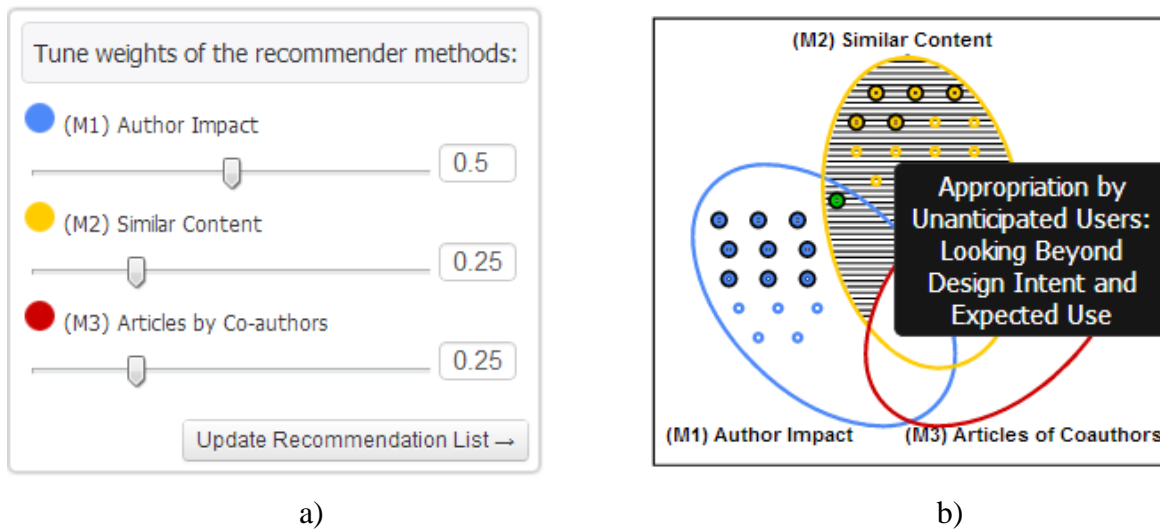 Tune weights of the recommender methods:
(M1) Author Impact
0.5
(M2) Similar Content
0.25
(M3) Articles by Co-authors
0.25
Update Recommendation List →
a)
(M2) Similar Content
Appropriation by
Unanticipated Users:
Looking Beyond
Design Intent and
Expected Use
(M1) Author Impact
(M3) Articles of Coauthors
b)